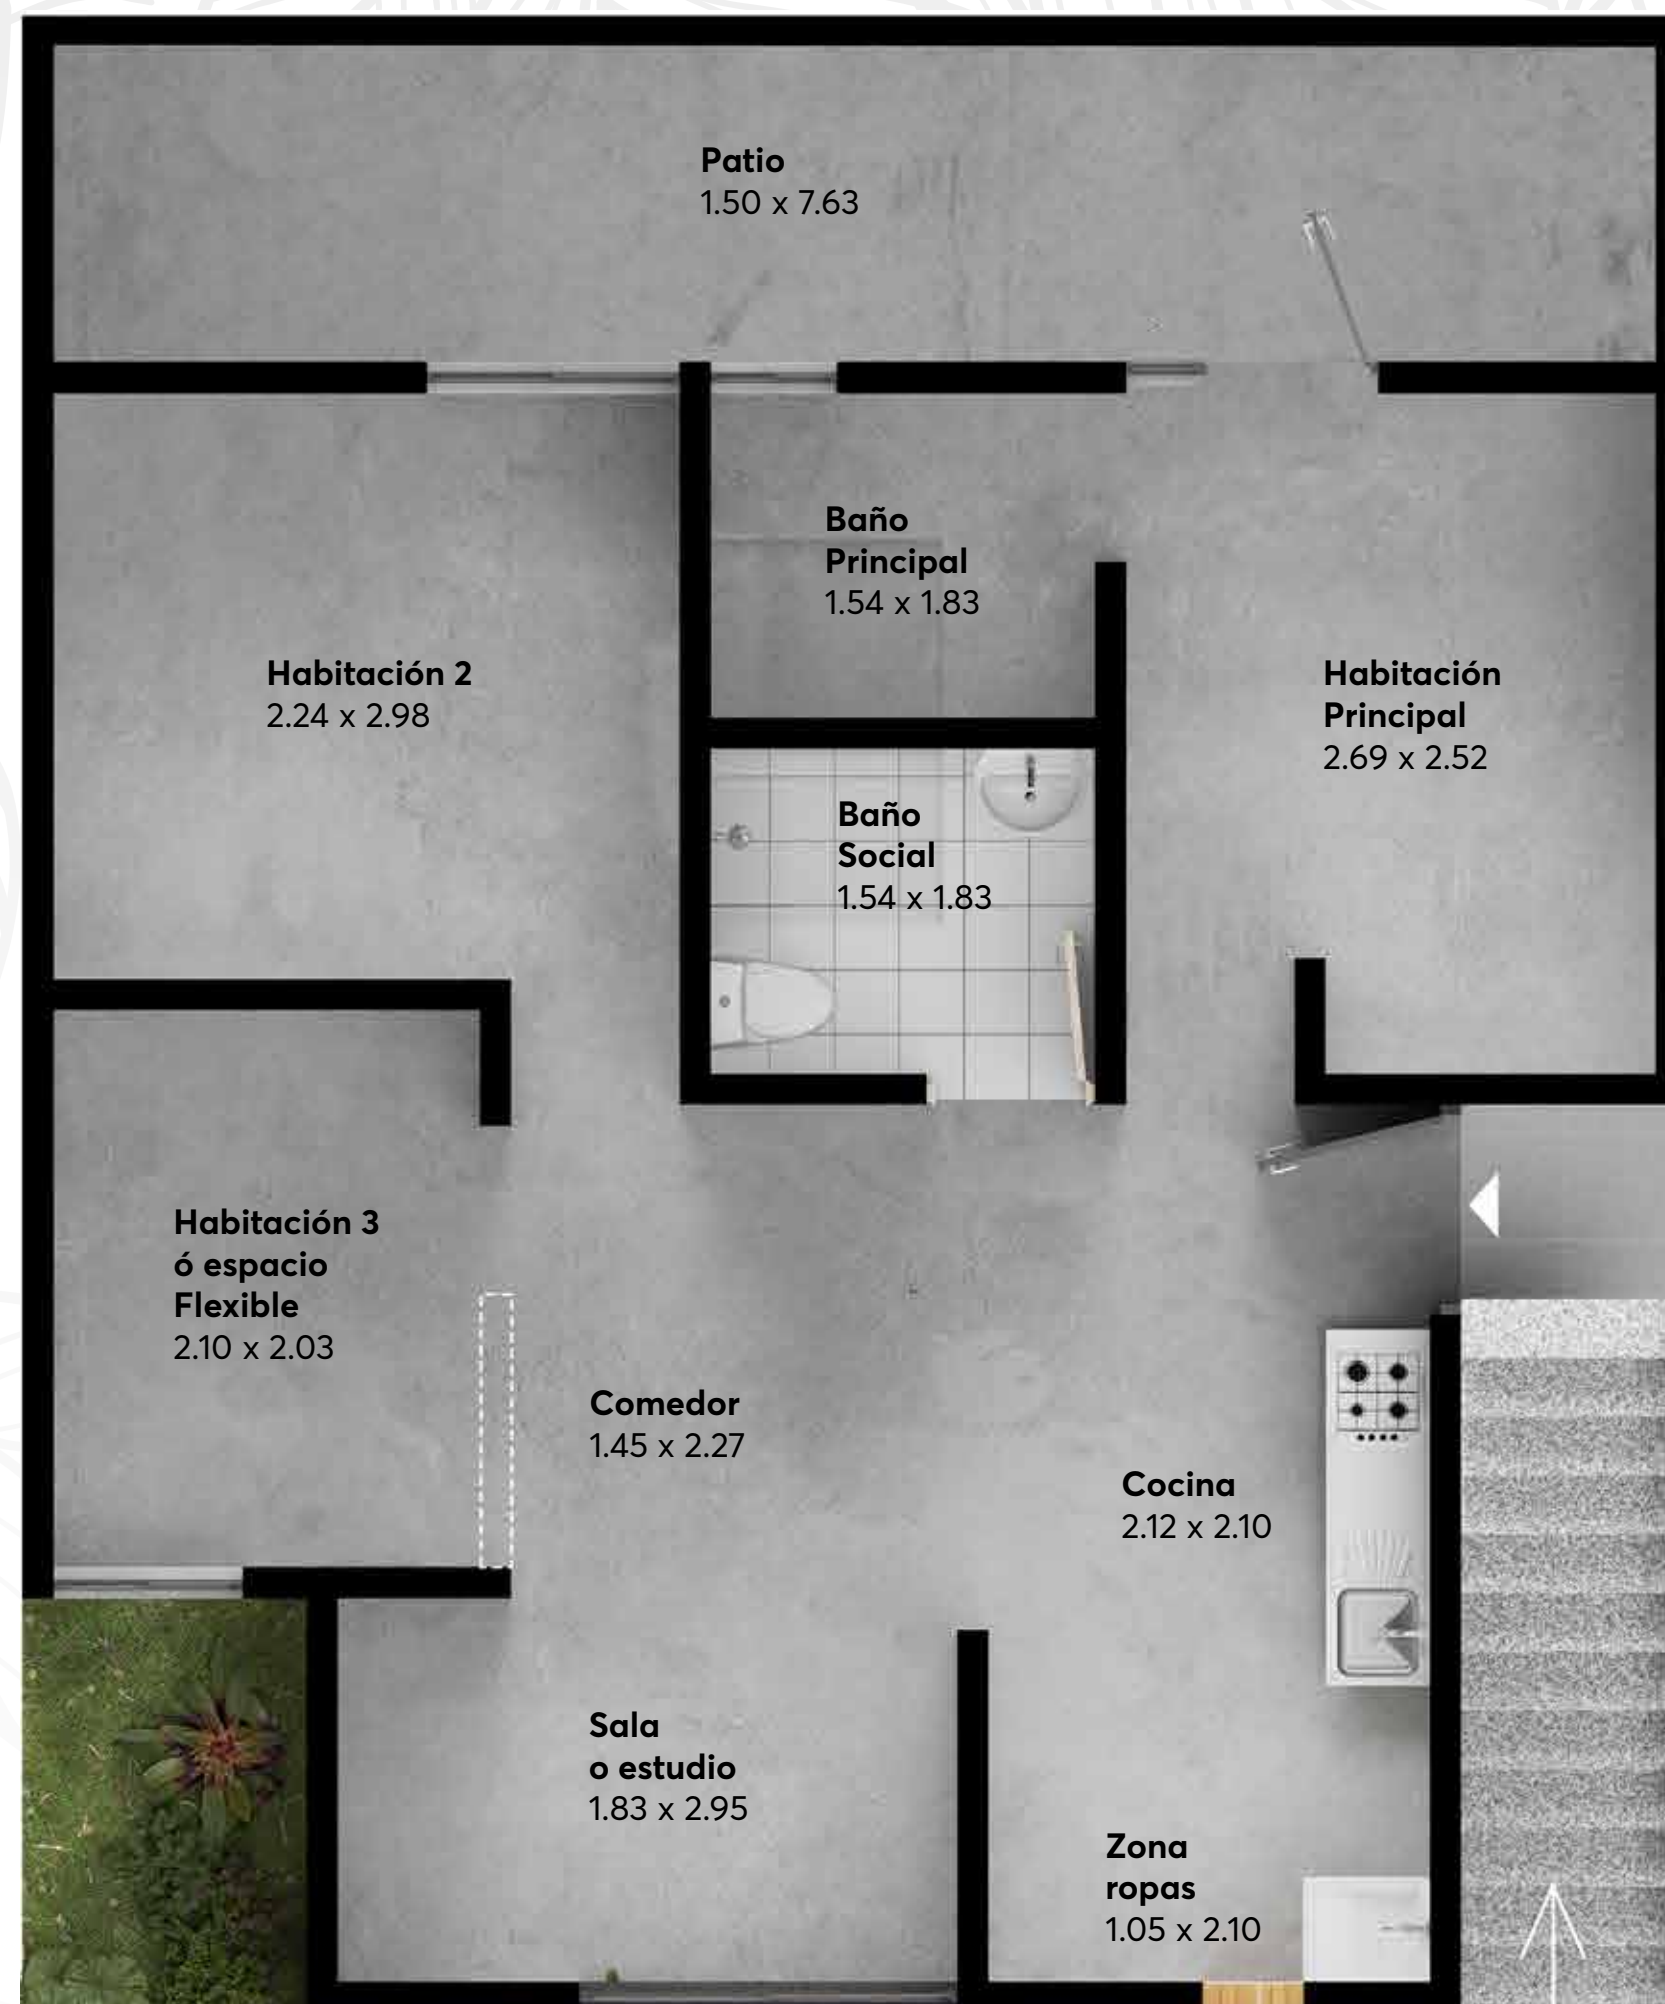 Patio
1.50 x 7.63
Baño
Principal
1.54 x 1.83
Habitación 2
2.24 x 2.98
Habitación
Principal
2.69 x 2.52
Baño
Social
1.54 x 1.83
Habitación 3
ó espacio
Flexible
2.10 x 2.03
Comedor
1.45 x 2.27
Cocina
2.12 x 2.10
Sala
o estudio
1.83 x 2.95
Zona
ropas
1.05 x 2.10